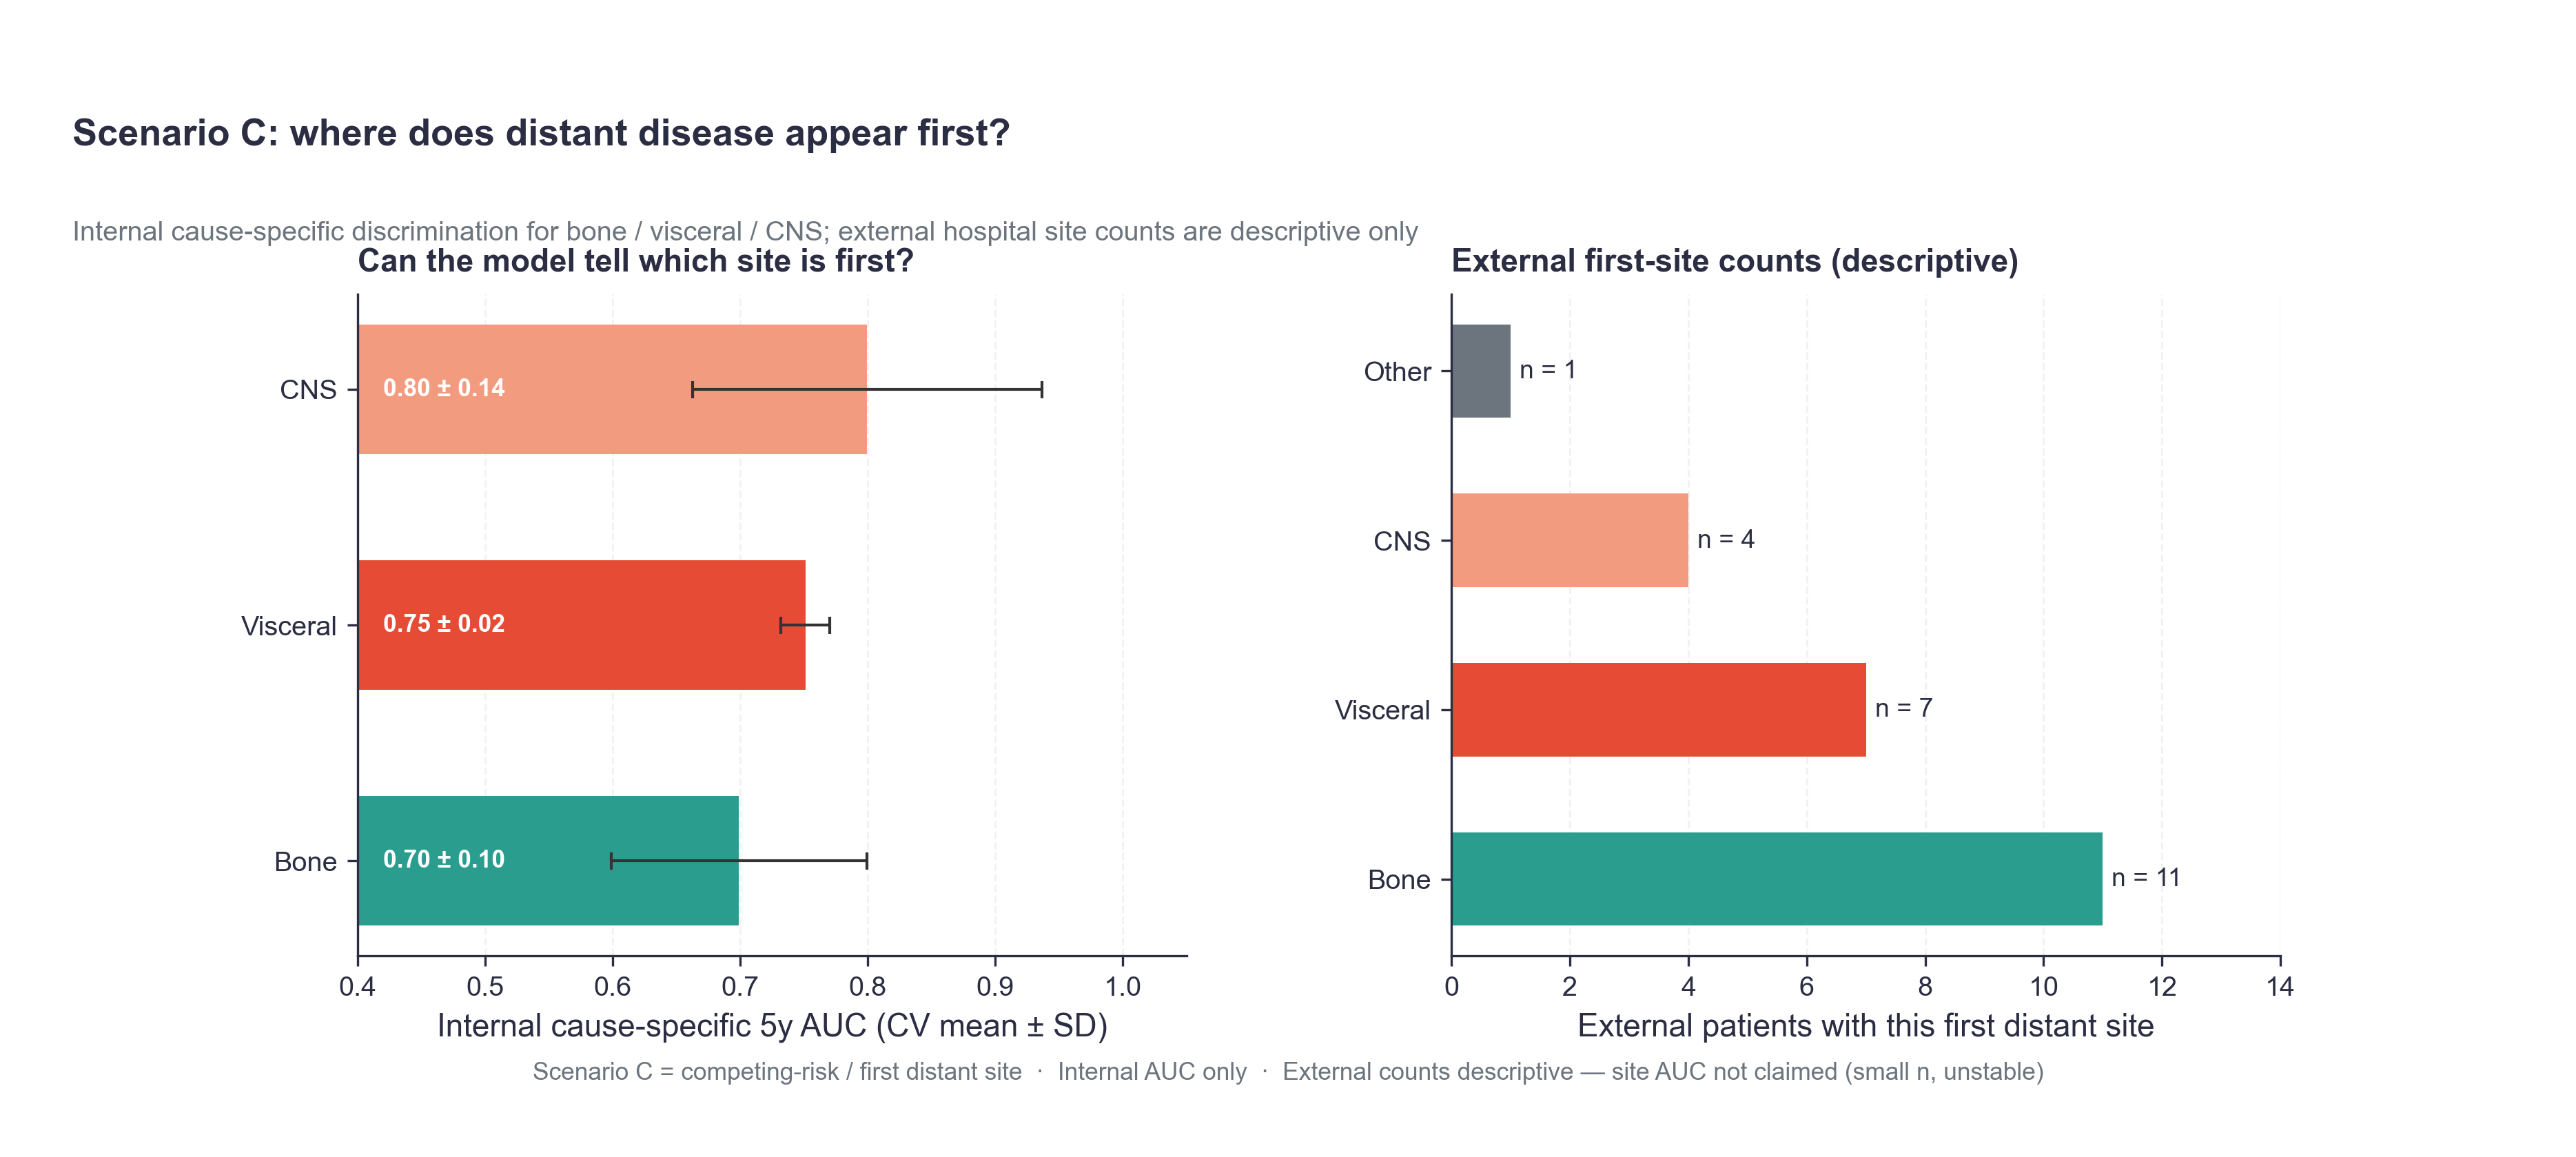 Scenario C: where does distant disease appear first?
Internal cause-specific discrimination for bone / visceral / CNS; external hospital site counts are descriptive only
Can the model tell which site is first?
CNS
0.80 ± 0.14
Visceral
0.75 ± 0.02
Bone
0.70 ± 0.10
0.4 0.5 0.6 0.7 0.8 0.9 1.0
Internal cause-specific 5y AUC (CV mean ± SD)
External first-site counts (descriptive)
Other
n = 1
CNS
n = 4
Visceral
n = 7
Bone
n = 11
0 2 4 6 8 10 12 14
External patients with this first distant site
Scenario C = competing-risk / first distant site · Internal AUC only · External counts descriptive — site AUC not claimed (small n, unstable)